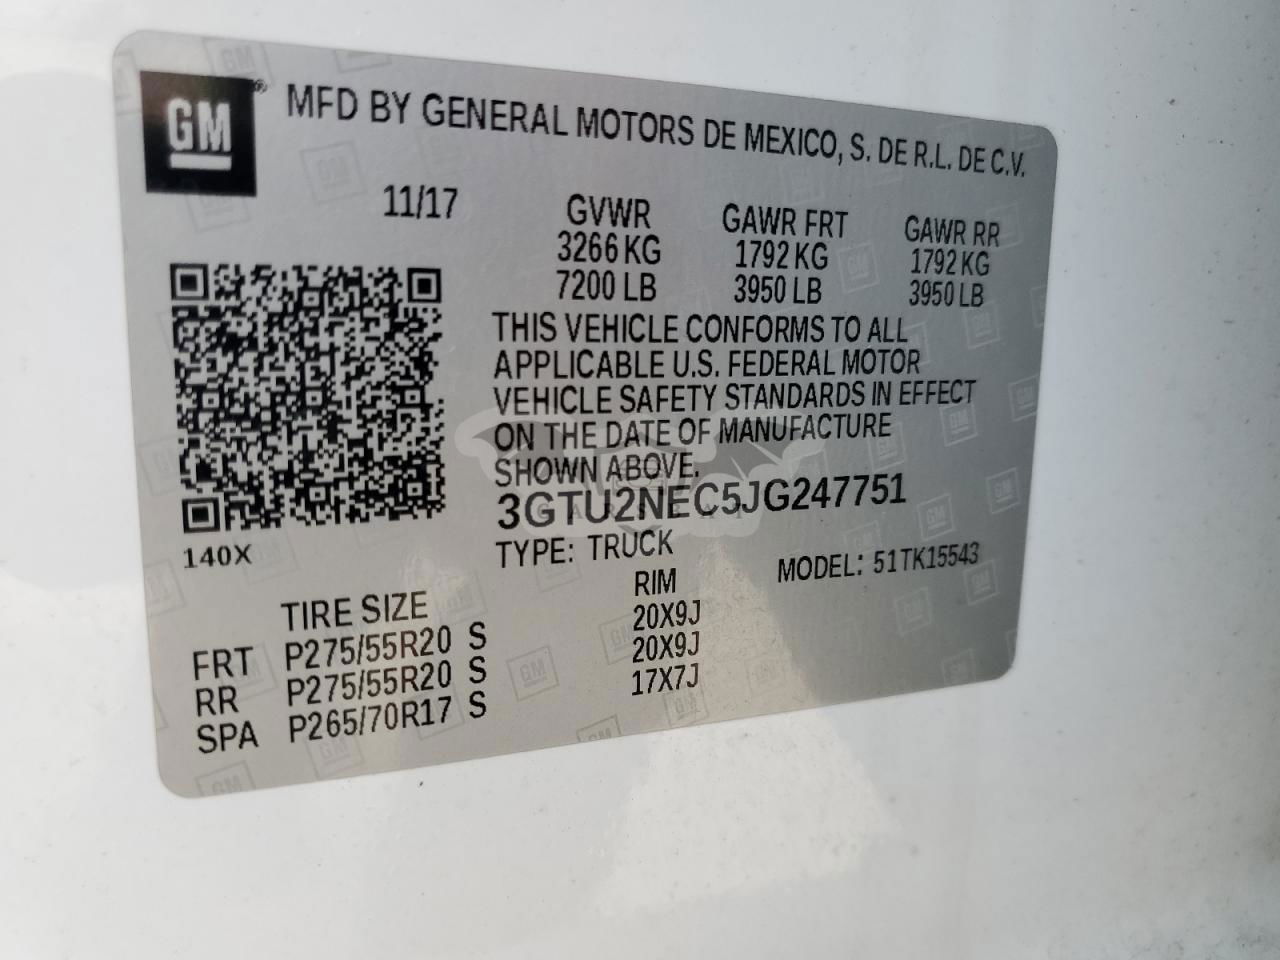 GM ® MFD BY GENERAL MOTORS DE MEXICO, S. DE R.L. DE C.V.
11/17 GVWR GAWR FRT GAWR RR
3266 KG 1792 KG 1792 KG
7200 LB 3950 LB 3950 LB
THIS VEHICLE CONFORMS TO ALL
APPLICABLE U.S. FEDERAL MOTOR
VEHICLE SAFETY STANDARDS IN EFFECT
ON THE DATE OF MANUFACTURE
SHOWN ABOVE.
3GTU2NEC5JG247751
140X TYPE: TRUCK MODEL: 51TK15543
TIRE SIZE RIM
FRT P275/55R20 S 20X9J
RR P275/55R20 S 20X9J
SPA P265/70R17 S 17X7J